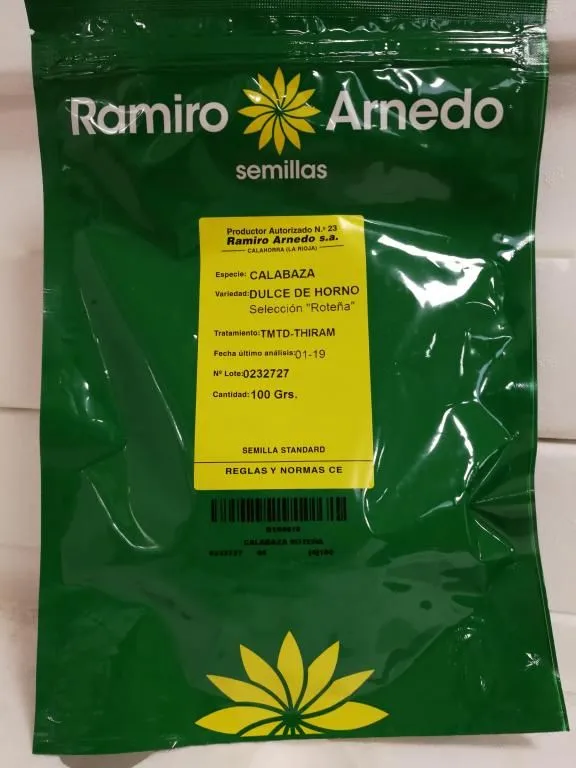 Ramiro Arnedo
semillas
Productor Autorizado N.º 23
Ramiro Arnedo s.a.
CALAHORRA (LA RIOJA)
Especie: CALABAZA
Variedad: DULCE DE HORNO
Selección "Roteña"
Tratamiento: TMTD-THIRAM
Fecha último análisis: 01-19
Nº Lote: 0232727
Cantidad: 100 Grs.
SEMILLA STANDARD
REGLAS Y NORMAS CE
CALABAZA ROTEÑA
0232727